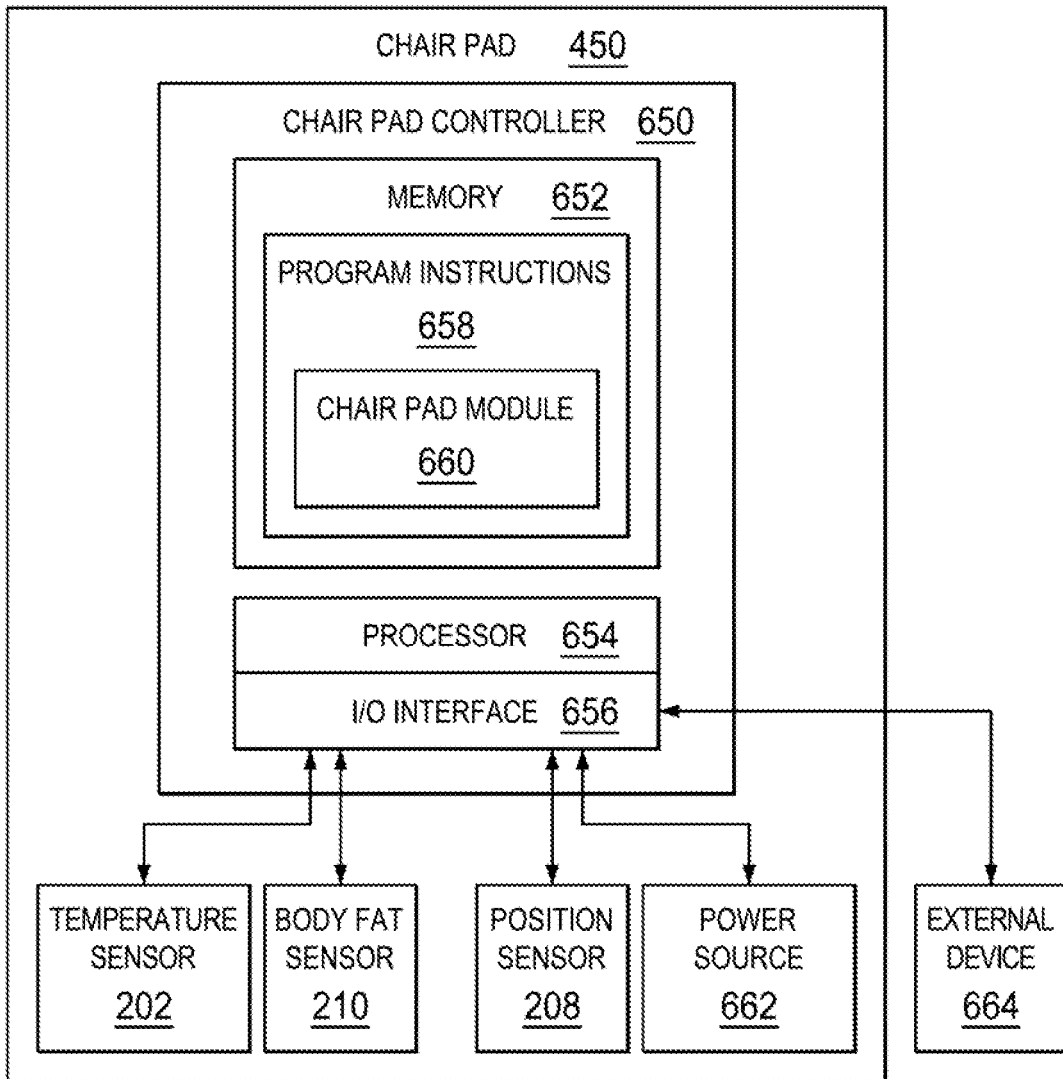 CHAIR PAD 450
CHAIR PAD CONTROLLER 650
MEMORY 652
PROGRAM INSTRUCTIONS
658
CHAIR PAD MODULE
660
PROCESSOR 654
I/O INTERFACE 656
TEMPERATURE
SENSOR
202
BODY FAT
SENSOR
210
POSITION
SENSOR
208
POWER
SOURCE
662
EXTERNAL
DEVICE
664